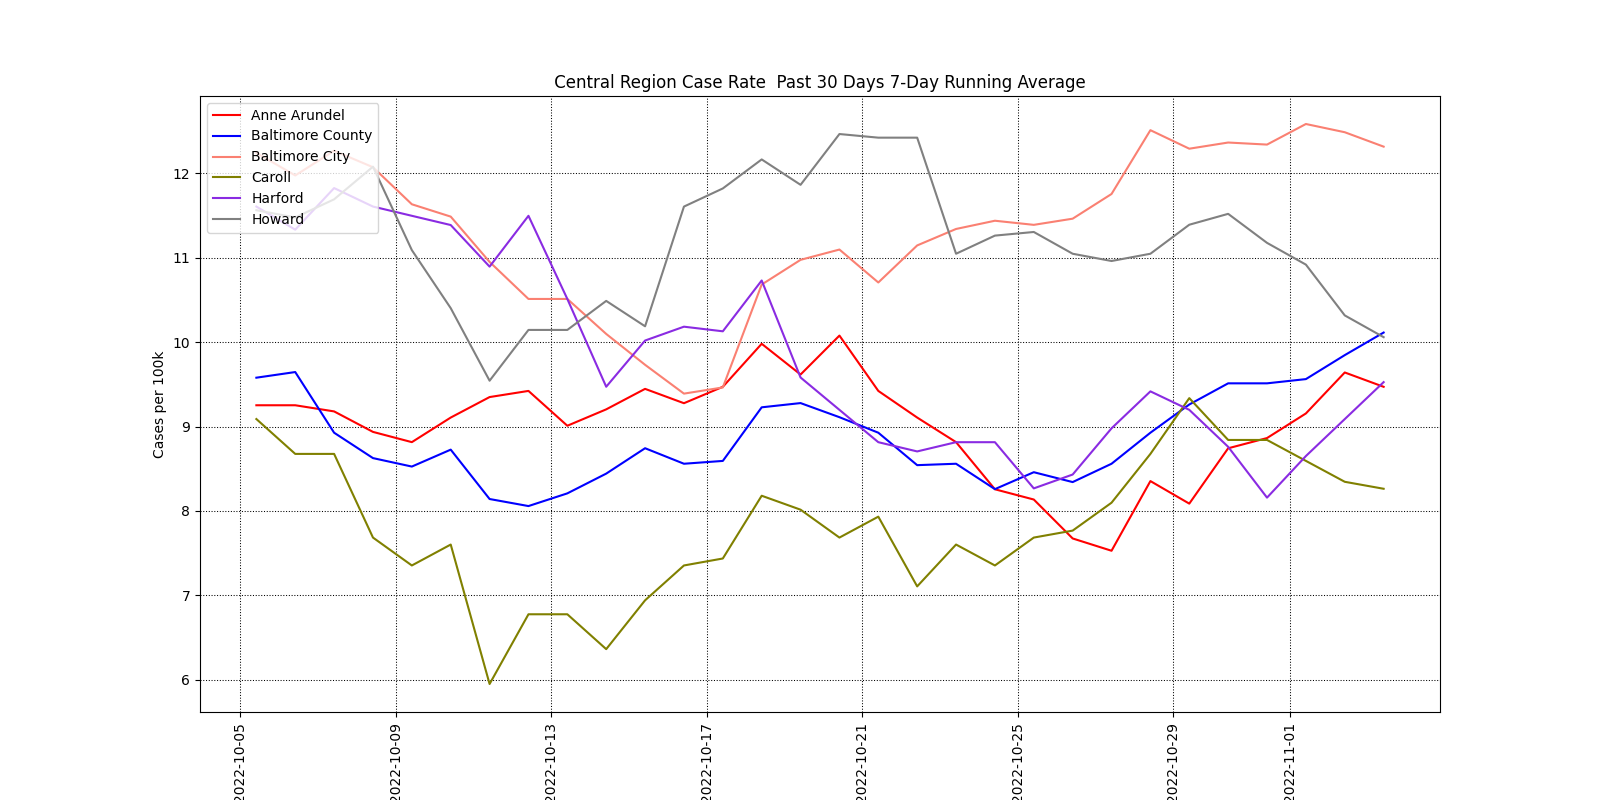 Central Region Case Rate  Past 30 Days 7-Day Running Average
Anne Arundel
Baltimore County
Baltimore City
Caroll
Harford
Howard
Cases per 100k
12
11
10
9
8
7
6
2022-10-05
2022-10-09
2022-10-13
2022-10-17
2022-10-21
2022-10-25
2022-10-29
2022-11-01